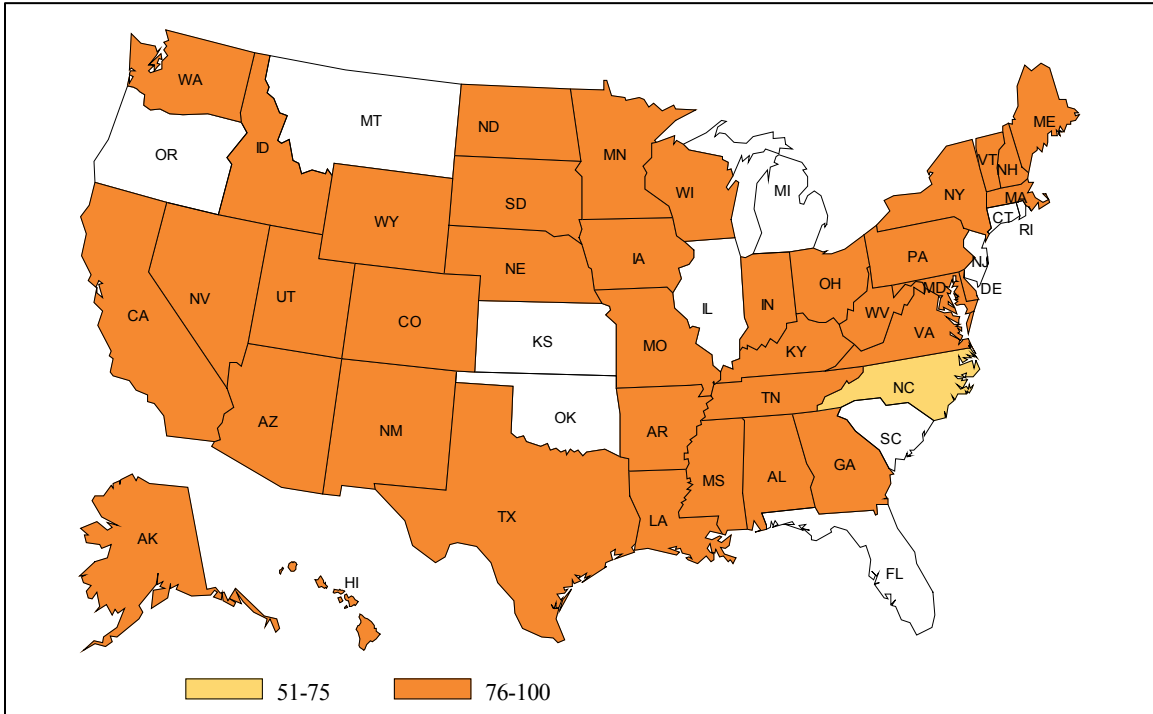 WA
MT
ND
ME
OR
ID
MN
VT
NH
WI
MI
NY
MA
SD
WY
CT
RI
IA
PA
NJ
NE
OH
MD
DE
NV
UT
IL
IN
WV
CA
CO
VA
KS
MO
KY
NC
TN
AZ
NM
OK
AR
SC
MS
AL
GA
TX
LA
AK
HI
FL
51-75
76-100